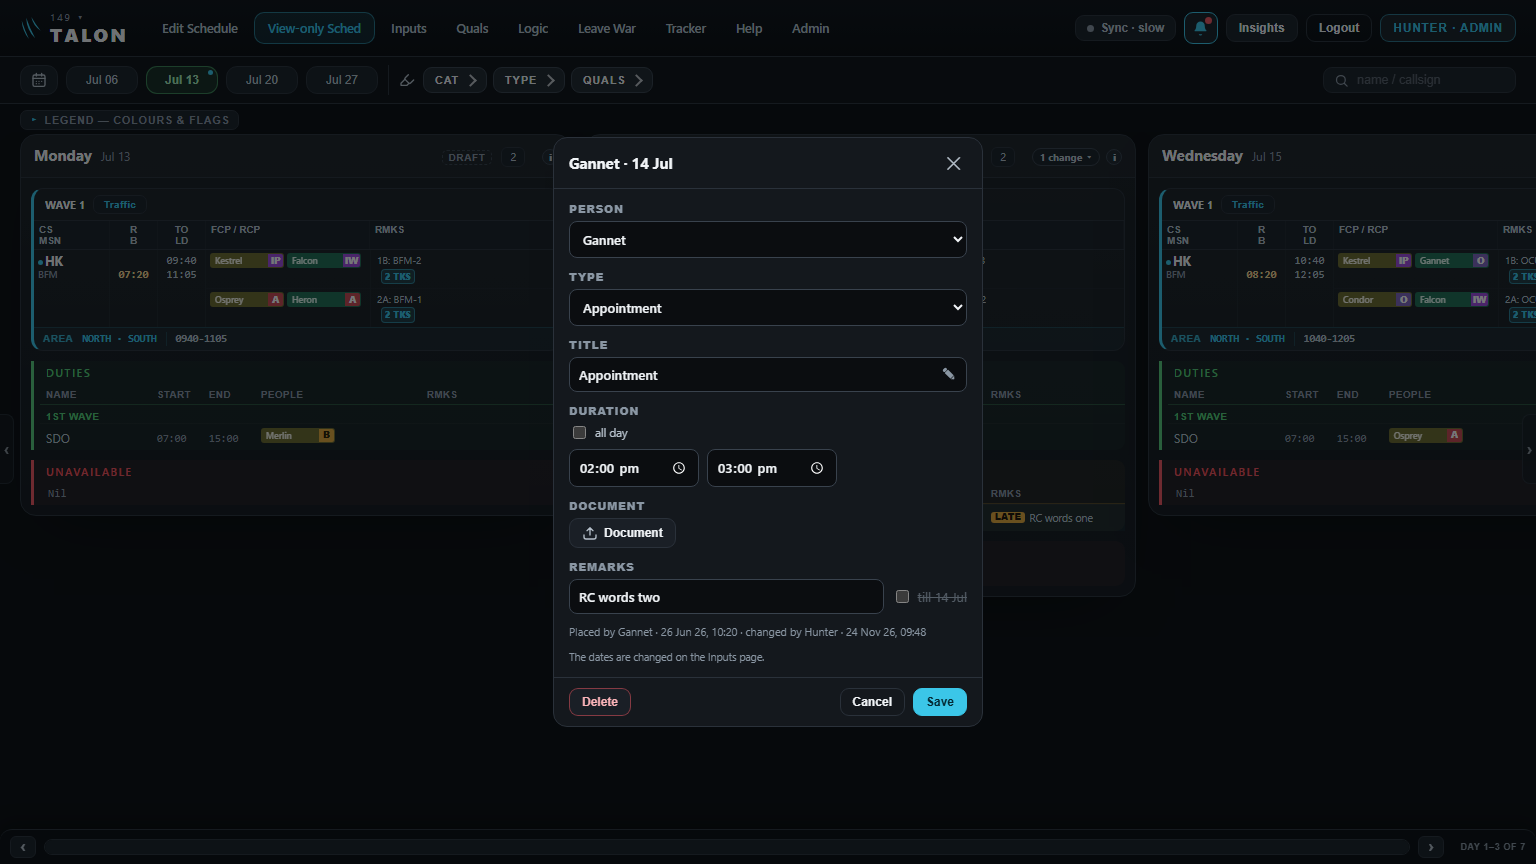 149
TALON
Edit Schedule
View-only Sched
Inputs
Quals
Logic
Leave War
Tracker
Help
Admin
Sync · slow
Insights
Logout
HUNTER · ADMIN
Jul 06
Jul 13
Jul 20
Jul 27
CAT
TYPE
QUALS
name / callsign
LEGEND — COLOURS & FLAGS
Monday Jul 13
DRAFT
2
i
WAVE 1 Traffic
CS R TO FCP / RCP RMKS
MSN B LD
HK 09:40 Kestrel IP Falcon IW 1B: BFM-2
BFM 07:20 11:05 2 TKS
Osprey A Heron A 2A: BFM-1
2 TKS
AREA NORTH · SOUTH 0940-1105
DUTIES
NAME START END PEOPLE RMKS
1ST WAVE
SDO 07:00 15:00 Merlin B
UNAVAILABLE
Nil
Gannet · 14 Jul
PERSON
Gannet
TYPE
Appointment
TITLE
Appointment
DURATION
all day
02:00 pm
03:00 pm
DOCUMENT
Document
REMARKS
RC words two
till 14 Jul
Placed by Gannet · 26 Jun 26, 10:20 · changed by Hunter · 24 Nov 26, 09:48
The dates are changed on the Inputs page.
Delete
Cancel
Save
2
1 change
i
RMKS
RMKS
LATE RC words one
Wednesday Jul 15
WAVE 1 Traffic
CS R TO FCP / RCP RMKS
MSN B LD
HK 10:40 Kestrel IP Gannet O 1B: OC
BFM 08:20 12:05 2 TKS
Condor O Falcon IW 2A: OC
2 TKS
AREA NORTH · SOUTH 1040-1205
DUTIES
NAME START END PEOPLE
1ST WAVE
SDO 07:00 15:00 Osprey A
UNAVAILABLE
Nil
DAY 1–3 OF 7